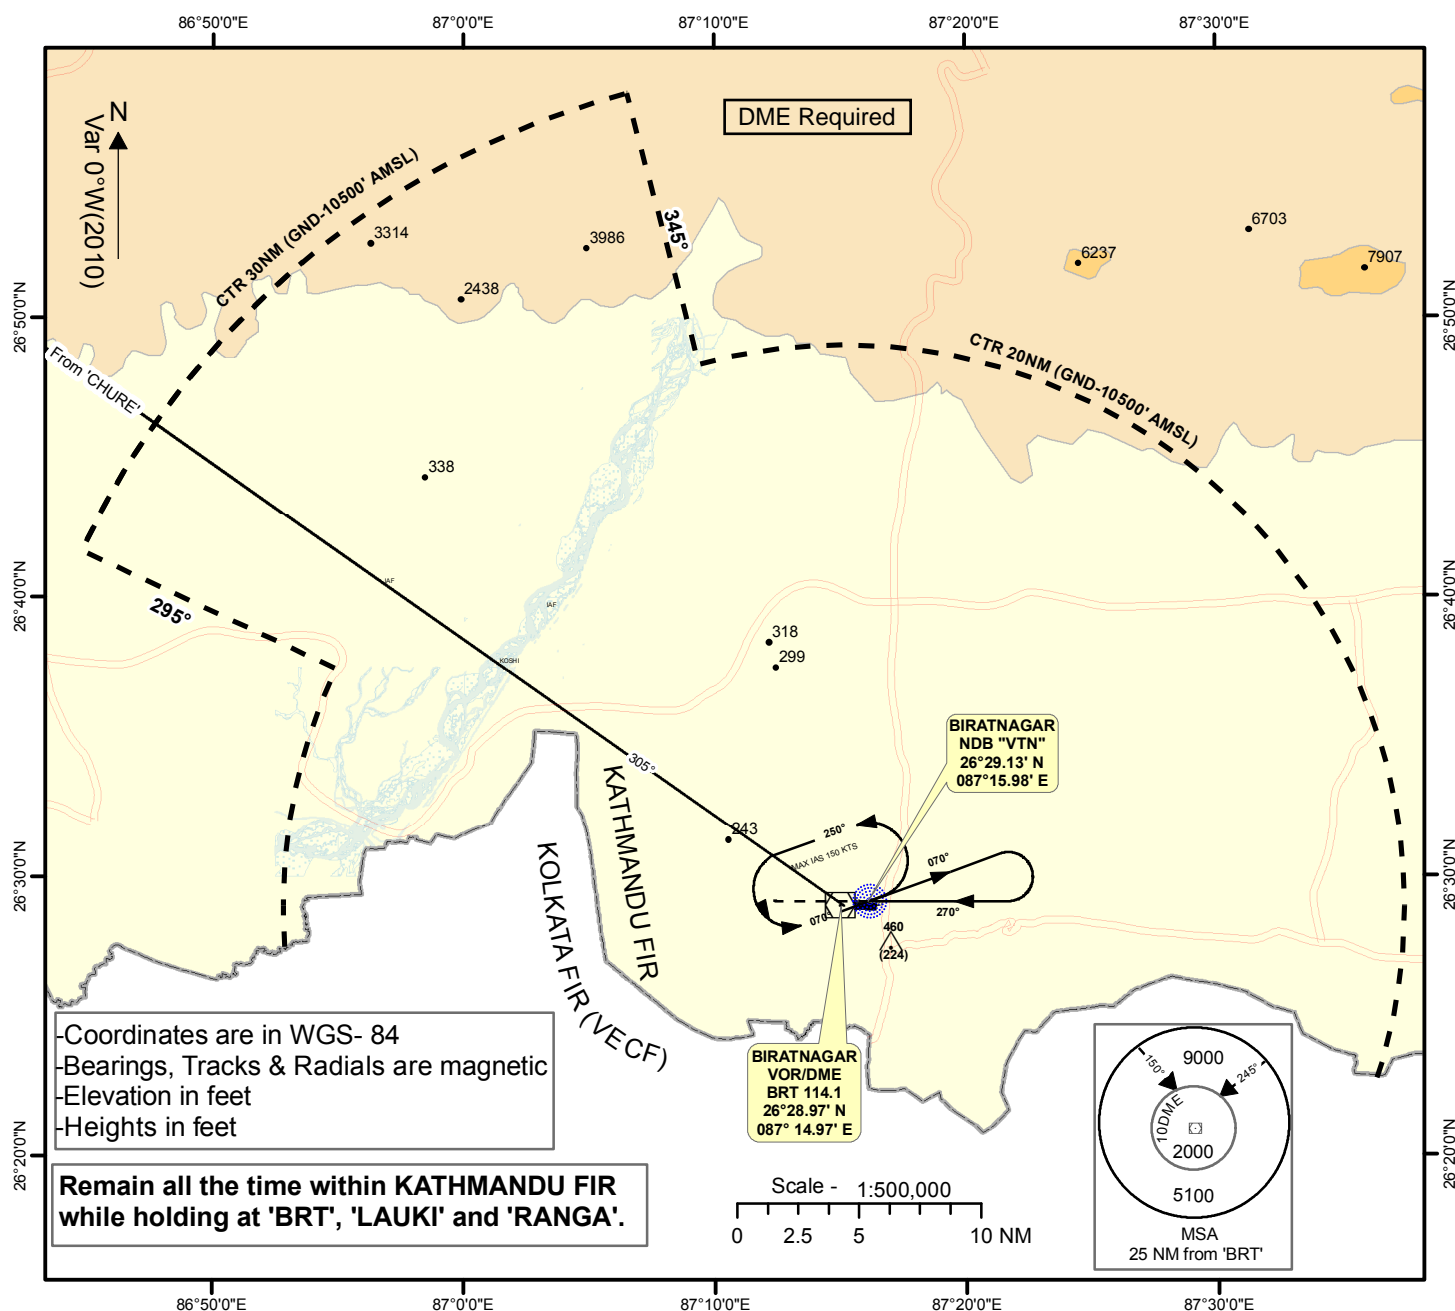 86°50'0"E
87°0'0"E
87°10'0"E
87°20'0"E
87°30'0"E
N
Var 0°W(2010)
DME Required
CTR 30NM (GND-10500' AMSL)
345°
3314
3986
2438
6237
6703
7907
26°50'0"N
26°50'0"N
From 'CHURE'
CTR 20NM (GND-10500' AMSL)
338
IAF
IAF
26°40'0"N
26°40'0"N
295°
318
299
KOSHI
BIRATNAGAR
NDB "VTN"
26°29.13' N
087°15.98' E
305°
KATHMANDU FIR
KOLKATA FIR (VECF)
243
250°
MAX IAS 150 KTS
070°
26°30'0"N
26°30'0"N
070°
270°
460
(224)
-Coordinates are in WGS- 84
-Bearings, Tracks & Radials are magnetic
-Elevation in feet
-Heights in feet
BIRATNAGAR
VOR/DME
BRT 114.1
26°28.97' N
087° 14.97' E
150°
9000
245°
10DME
2000
5100
MSA
25 NM from 'BRT'
26°20'0"N
26°20'0"N
Remain all the time within KATHMANDU FIR
while holding at 'BRT', 'LAUKI' and 'RANGA'.
Scale - 1:500,000
0 2.5 5 10 NM
86°50'0"E
87°0'0"E
87°10'0"E
87°20'0"E
87°30'0"E